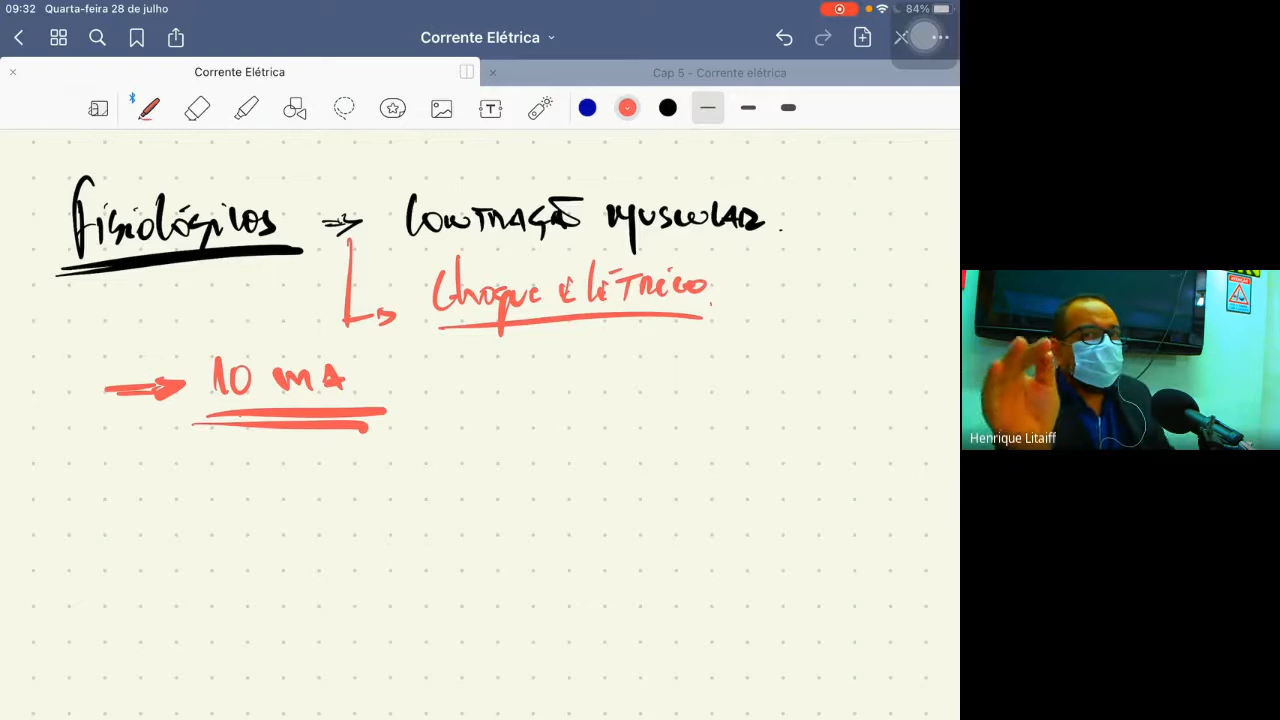 09:32 Quarta-feira 28 de julho
84%
Corrente Elétrica
Corrente Elétrica
Cap 5 - Corrente elétrica
T
Fisiológicos ⇒ Contração muscular.
↳ Choque elétrico.
⇒ 10 mA
Henrique Litaiff